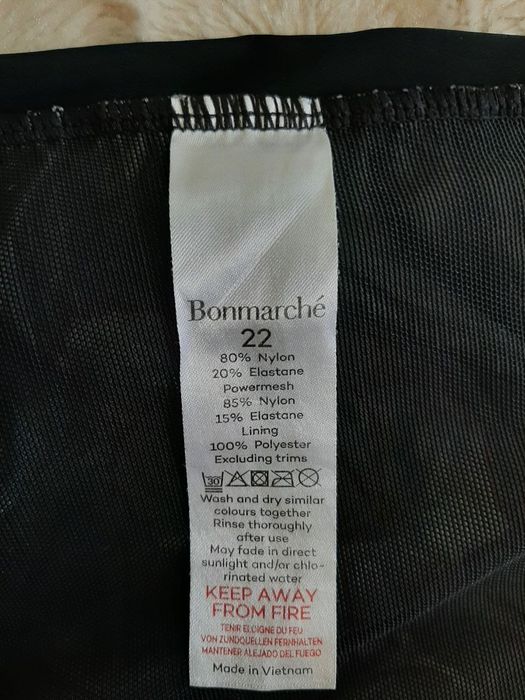 Bonmarché
22
80% Nylon
20% Elastane
Powermesh
85% Nylon
15% Elastane
Lining
100% Polyester
Excluding trims
30
Wash and dry similar
colours together
Rinse thoroughly
after use
May fade in direct
sunlight and/or chlo-
rinated water
KEEP AWAY
FROM FIRE
TENIR ELOIGNE DU FEU
VON ZUNDQUELLEN FERNHALTEN
MANTENER ALEJADO DEL FUEGO
Made in Vietnam